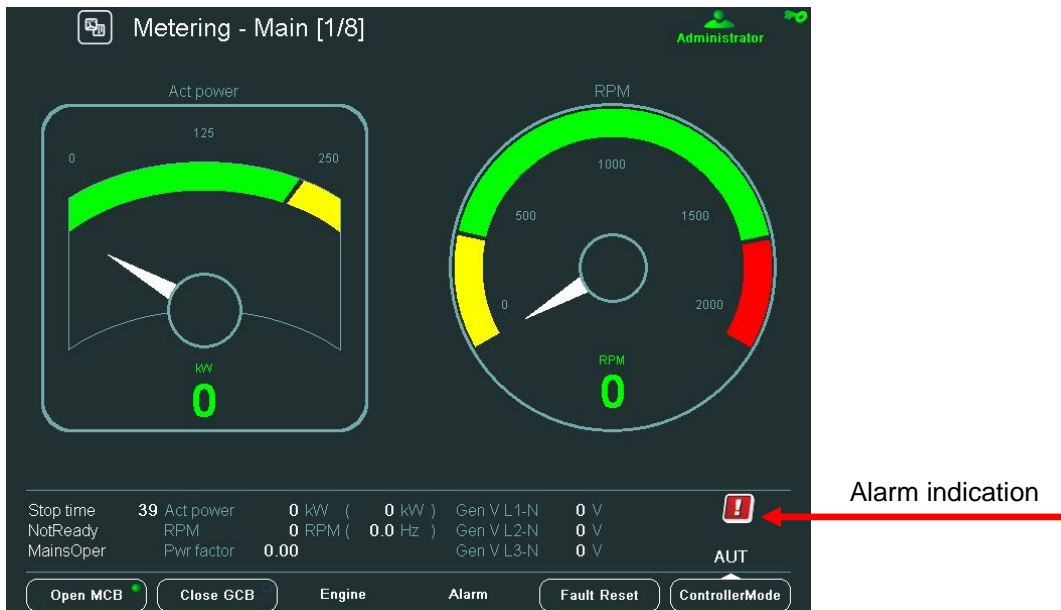 Metering - Main [1/8]
Administrator
Act power
RPM
125
0
250
1000
500
1500
0
2000
kW
0
RPM
0
Alarm indication
Stop time 39 Act power 0 kW ( 0 kW ) Gen V L1-N 0 V
NotReady RPM 0 RPM ( 0.0 Hz ) Gen V L2-N 0 V
MainsOper Pwr factor 0.00 Gen V L3-N 0 V
AUT
Open MCB Close GCB Engine Alarm Fault Reset ControllerMode